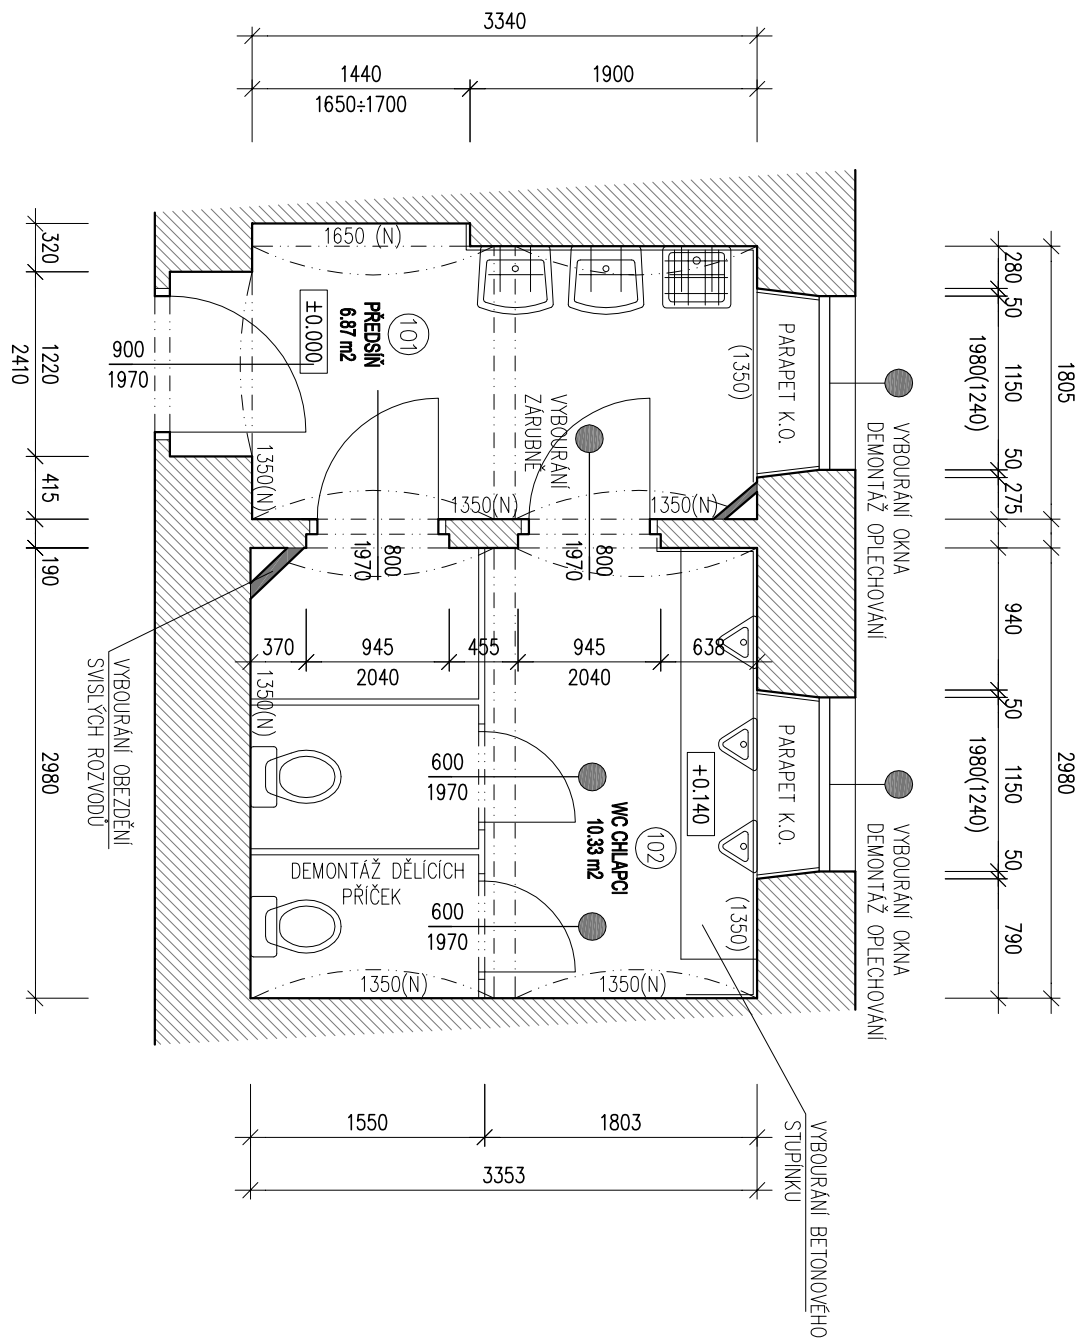 3340
1440
1900
1650÷1700
320
1220
2410
415
190
2980
280
50
1150
1980(1240)
50
275
1805
940
50
1150
1980(1240)
50
790
2980
VYBOURÁNÍ OKNA
DEMONTÁŽ OPLECHOVÁNÍ
VYBOURÁNÍ OKNA
DEMONTÁŽ OPLECHOVÁNÍ
PARAPET K.O.
PARAPET K.O.
1650 (N)
101
PŘEDSÍŇ
6.87 m2
±0.000
900
1970
(1350)
VYBOURÁNÍ
ZÁRUBNĚ
1350(N)
1350(N)
1350(N)
800
1970
800
1970
370
945
2040
455
945
2040
638
1350(N)
600
1970
600
1970
+0.140
102
WC CHLAPCI
10.33 m2
(1350)
DEMONTÁŽ DĚLÍCÍCH
PŘÍČEK
1350(N)
1350(N)
VYBOURÁNÍ OBEZDĚNÍ
SVISLÝCH ROZVODŮ
VYBOURÁNÍ BETONOVÉHO
STUPÍNKU
1550
1803
3353